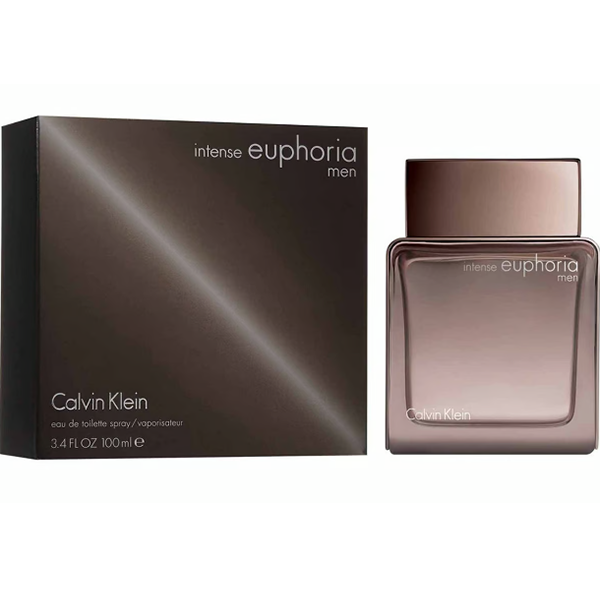 intense euphoria
men
Calvin Klein
eau de toilette spray/vaporisateur
3.4 FL OZ 100 ml ℮
intense euphoria
men
Calvin Klein